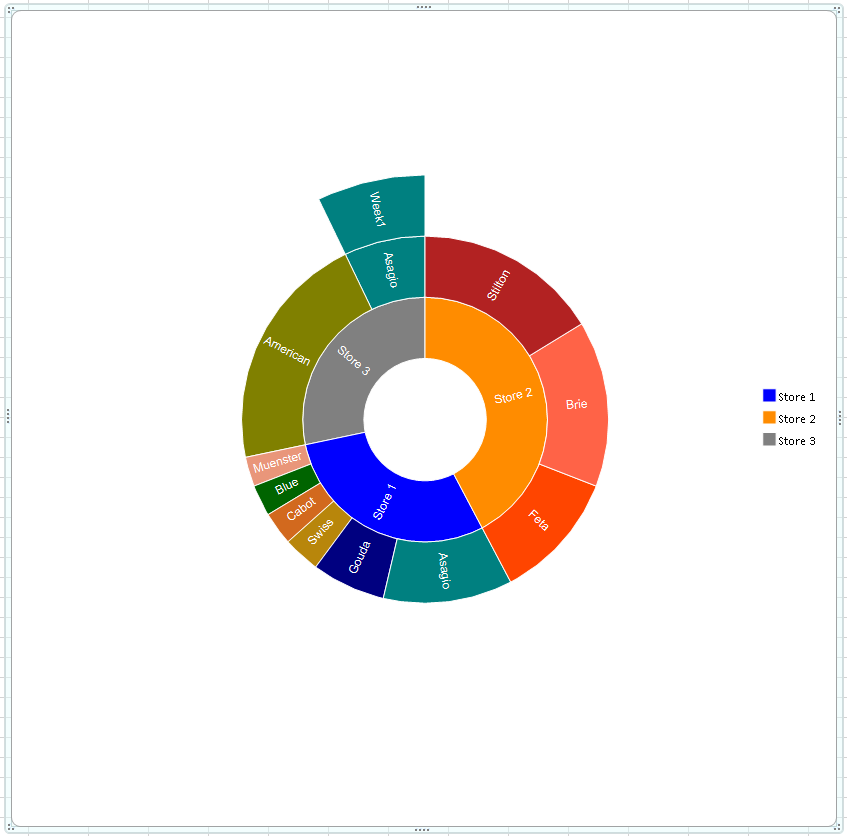 Week1
Asagio
Stilton
American
Store 3
Store 2
Brie
Store 1
Store 2
Store 3
Muenster
Blue
Cabot
Swiss
Gouda
Store 1
Asagio
Feta